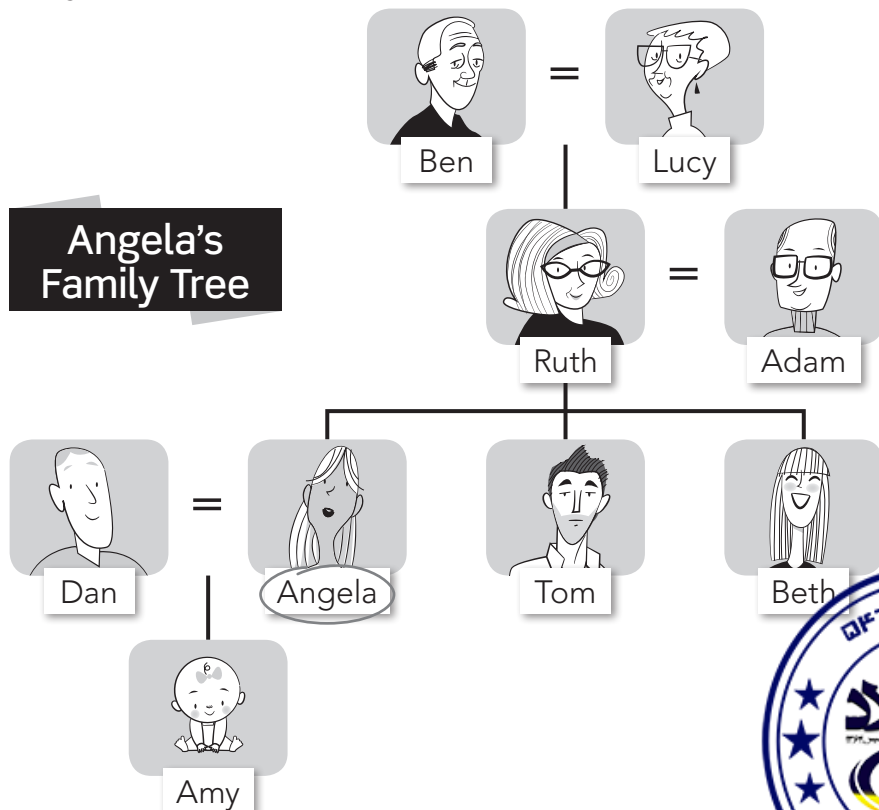 Ben
=
Lucy
Angela's
Family Tree
Ruth
=
Adam
Dan
=
Angela
Tom
Beth
Amy